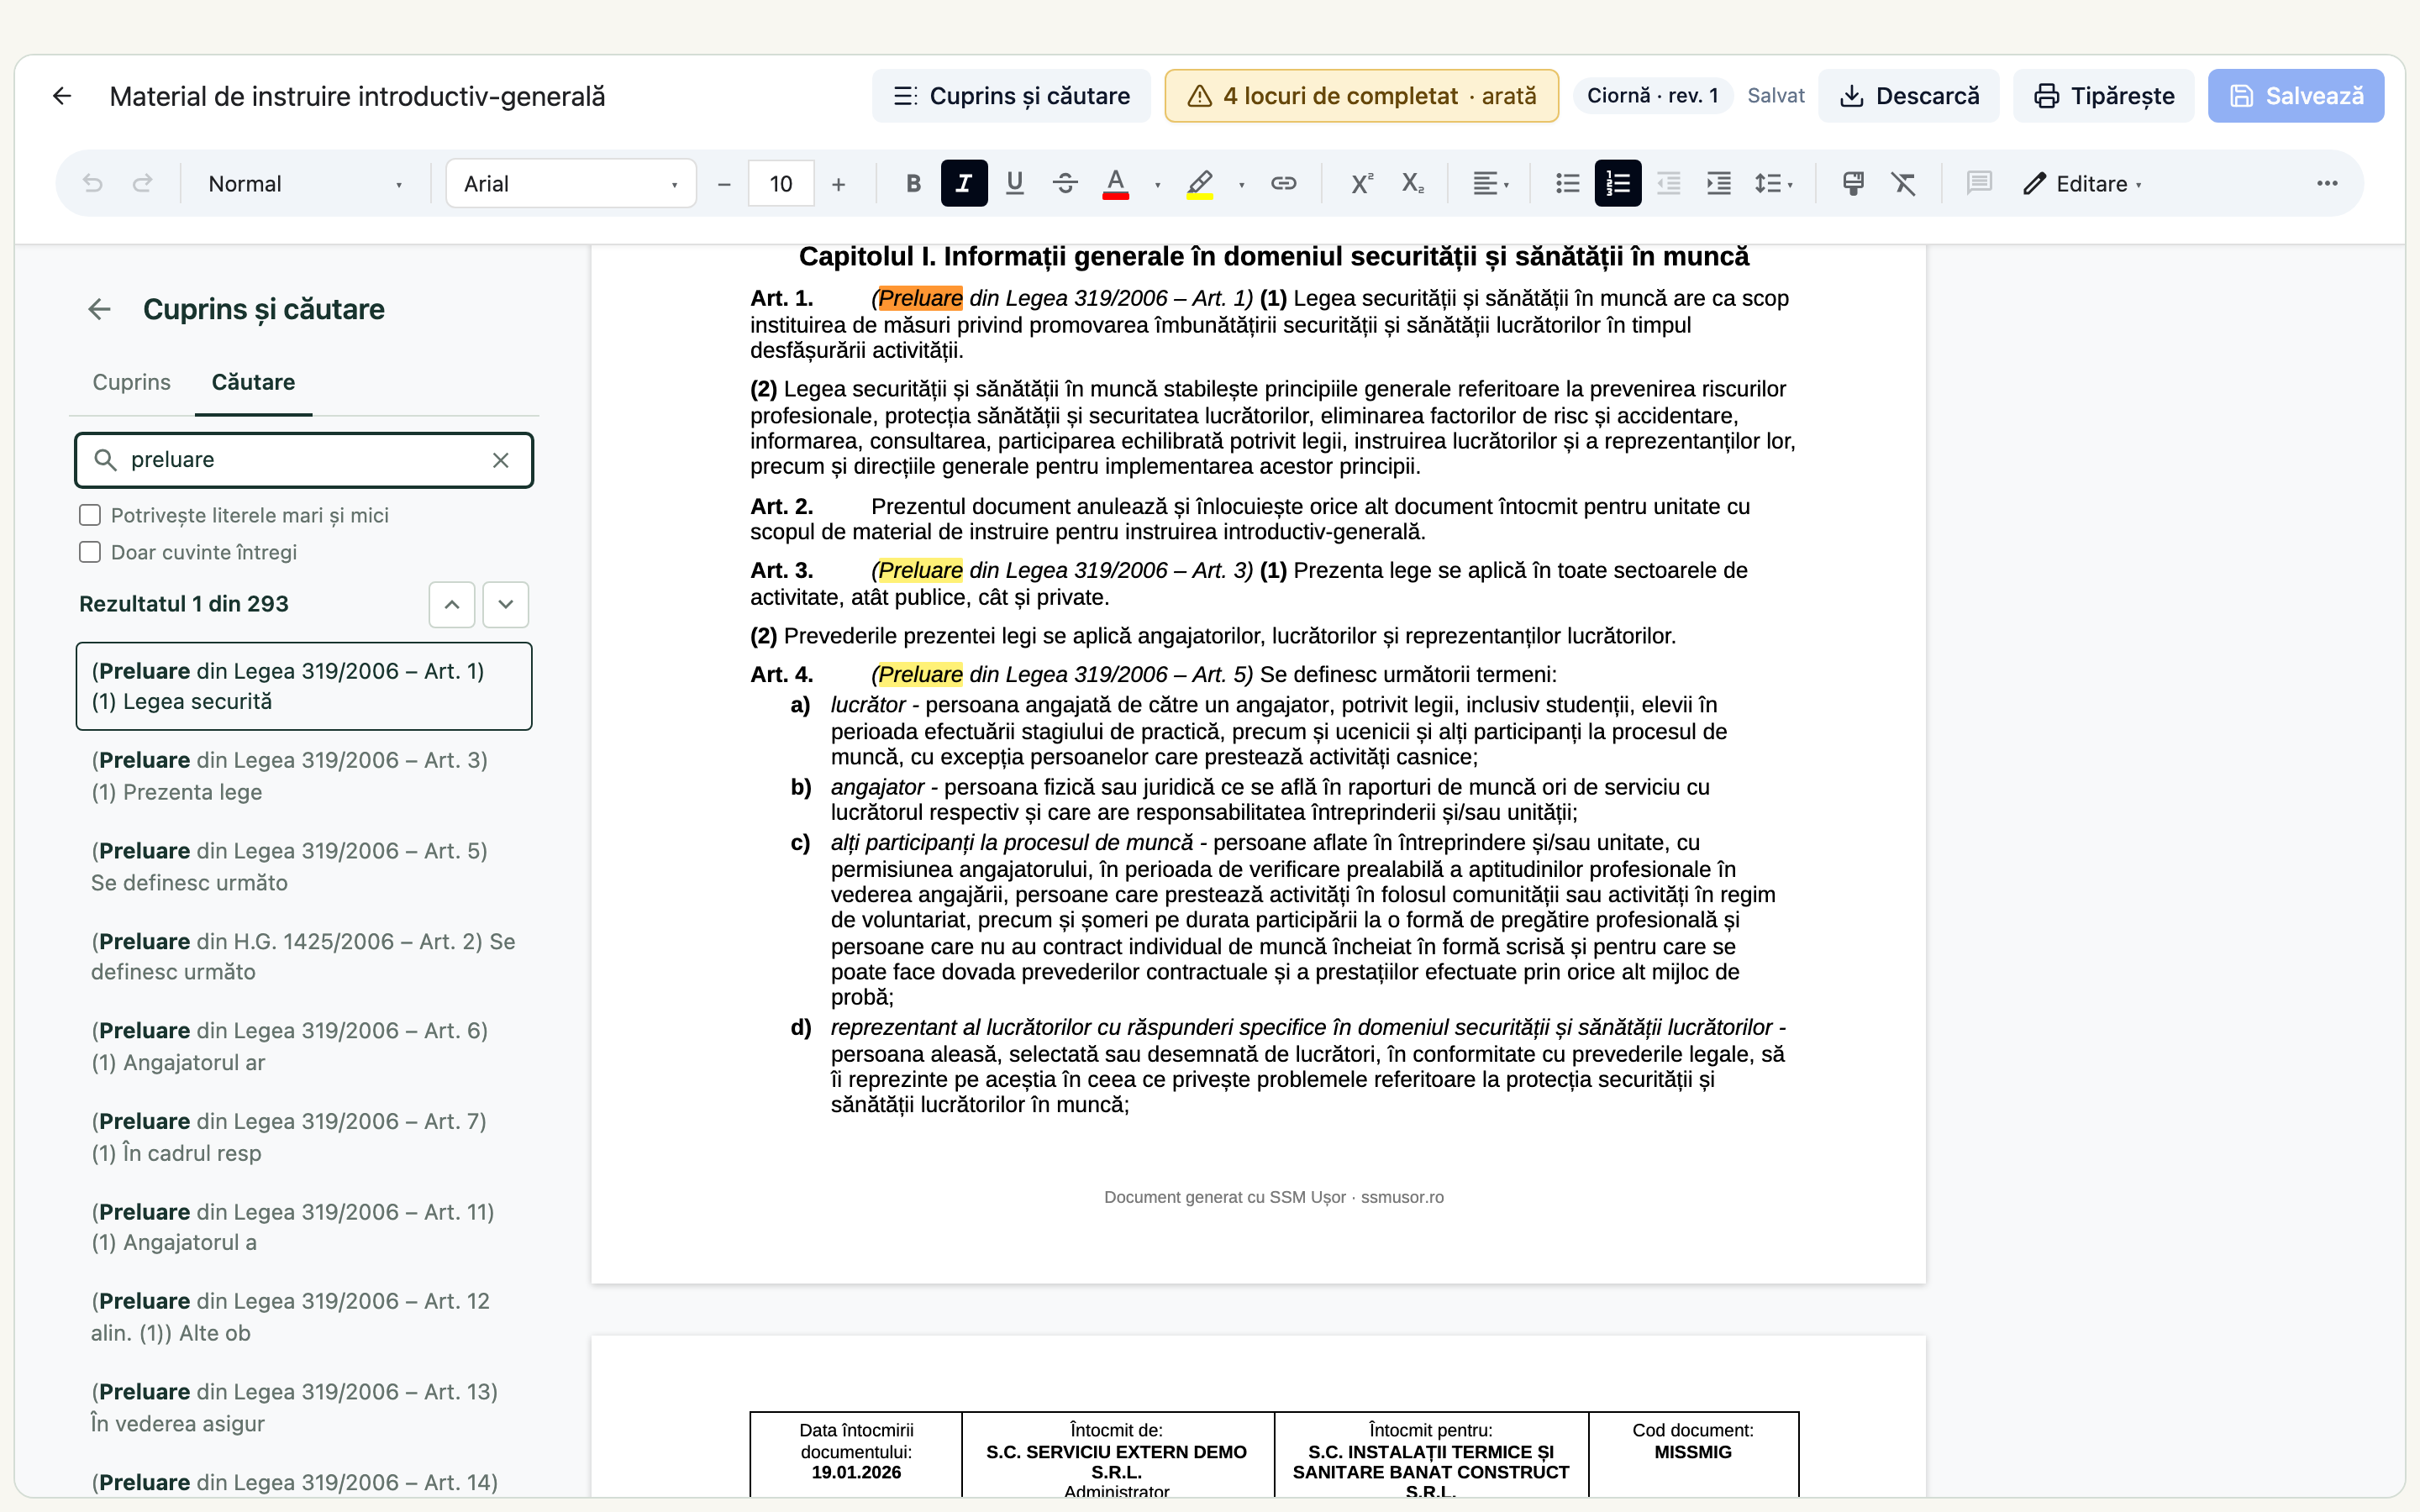 Material de instruire introductiv-generală
Cuprins și căutare
4 locuri de completat · arată
Ciornă · rev. 1
Salvat
Descarcă
Tipărește
Salvează
Normal
Arial
10
Editare
Cuprins și căutare
Cuprins
Căutare
preluare
Potrivește literele mari și mici
Doar cuvinte întregi
Rezultatul 1 din 293
(Preluare din Legea 319/2006 – Art. 1)
(1) Legea securită
(Preluare din Legea 319/2006 – Art. 3)
(1) Prezenta lege
(Preluare din Legea 319/2006 – Art. 5)
Se definesc următo
(Preluare din H.G. 1425/2006 – Art. 2) Se
definesc următo
(Preluare din Legea 319/2006 – Art. 6)
(1) Angajatorul ar
(Preluare din Legea 319/2006 – Art. 7)
(1) În cadrul resp
(Preluare din Legea 319/2006 – Art. 11)
(1) Angajatorul a
(Preluare din Legea 319/2006 – Art. 12
alin. (1)) Alte ob
(Preluare din Legea 319/2006 – Art. 13)
În vederea asigur
(Preluare din Legea 319/2006 – Art. 14)
Capitolul I. Informații generale în domeniul securității și sănătății în muncă
Art. 1. (Preluare din Legea 319/2006 – Art. 1) (1) Legea securității și sănătății în muncă are ca scop
instituirea de măsuri privind promovarea îmbunătățirii securității și sănătății lucrătorilor în timpul
desfășurării activității.
(2) Legea securității și sănătății în muncă stabilește principiile generale referitoare la prevenirea riscurilor
profesionale, protecția sănătății și securitatea lucrătorilor, eliminarea factorilor de risc și accidentare,
informarea, consultarea, participarea echilibrată potrivit legii, instruirea lucrătorilor și a reprezentanților lor,
precum și direcțiile generale pentru implementarea acestor principii.
Art. 2. Prezentul document anulează și înlocuiește orice alt document întocmit pentru unitate cu
scopul de material de instruire pentru instruirea introductiv-generală.
Art. 3. (Preluare din Legea 319/2006 – Art. 3) (1) Prezenta lege se aplică în toate sectoarele de
activitate, atât publice, cât și private.
(2) Prevederile prezentei legi se aplică angajatorilor, lucrătorilor și reprezentanților lucrătorilor.
Art. 4. (Preluare din Legea 319/2006 – Art. 5) Se definesc următorii termeni:
a) lucrător - persoana angajată de către un angajator, potrivit legii, inclusiv studenții, elevii în
perioada efectuării stagiului de practică, precum și ucenicii și alți participanți la procesul de
muncă, cu excepția persoanelor care prestează activități casnice;
b) angajator - persoana fizică sau juridică ce se află în raporturi de muncă ori de serviciu cu
lucrătorul respectiv și care are responsabilitatea întreprinderii și/sau unității;
c) alți participanți la procesul de muncă - persoane aflate în întreprindere și/sau unitate, cu
permisiunea angajatorului, în perioada de verificare prealabilă a aptitudinilor profesionale în
vederea angajării, persoane care prestează activități în folosul comunității sau activități în regim
de voluntariat, precum și șomeri pe durata participării la o formă de pregătire profesională și
persoane care nu au contract individual de muncă încheiat în formă scrisă și pentru care se
poate face dovada prevederilor contractuale și a prestațiilor efectuate prin orice alt mijloc de
probă;
d) reprezentant al lucrătorilor cu răspunderi specifice în domeniul securității și sănătății lucrătorilor -
persoana aleasă, selectată sau desemnată de lucrători, în conformitate cu prevederile legale, să
îi reprezinte pe aceștia în ceea ce privește problemele referitoare la protecția securității și
sănătății lucrătorilor în muncă;
Document generat cu SSM Ușor · ssmusor.ro
Data întocmirii
documentului:
19.01.2026
Întocmit de:
S.C. SERVICIU EXTERN DEMO
S.R.L.
Administrator
Întocmit pentru:
S.C. INSTALAȚII TERMICE ȘI
SANITARE BANAT CONSTRUCT
S.R.L.
Cod document:
MISSMIG